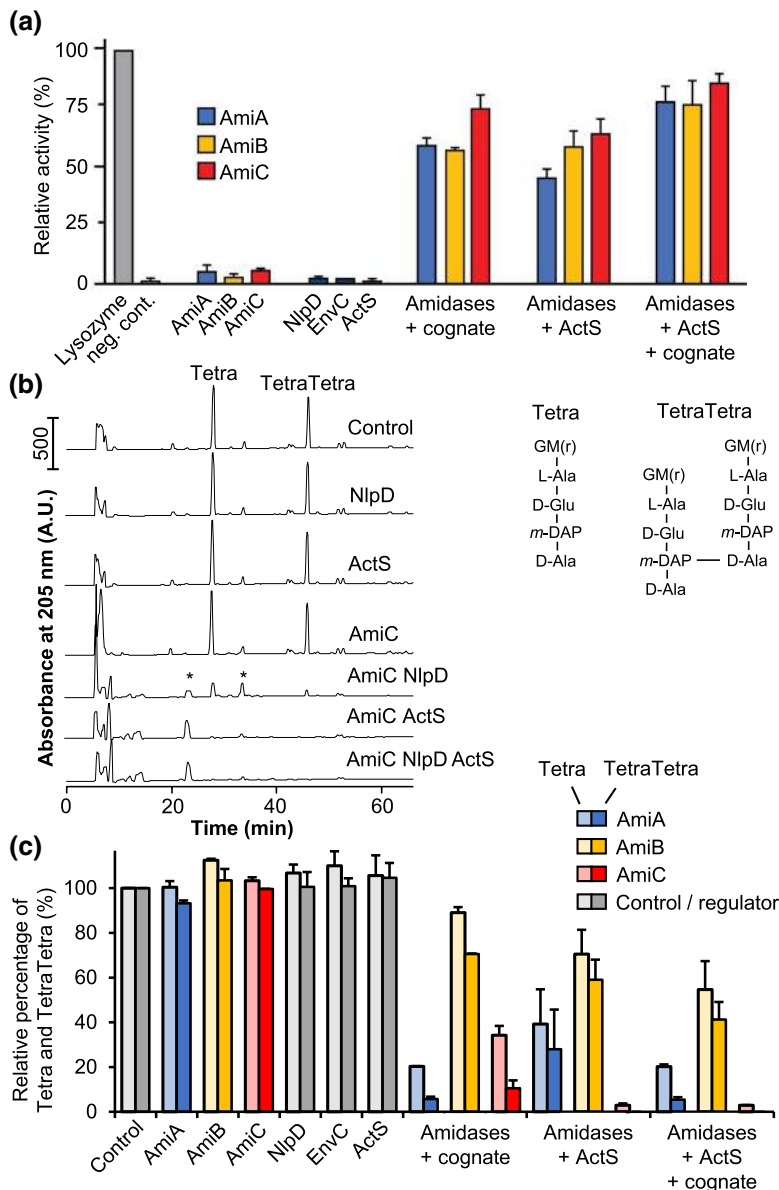 (a)
Relative activity (%)
100
75
50
25
0
AmiA
AmiB
AmiC
Lysozyme
neg. cont.
AmiA
AmiB
AmiC
NlpD
EnvC
ActS
Amidases
+ cognate
Amidases
+ ActS
Amidases
+ ActS
+ cognate
(b)
Tetra
TetraTetra
500
Absorbance at 205 nm (A.U.)
Control
NlpD
ActS
AmiC
* *
AmiC NlpD
AmiC ActS
AmiC NlpD ActS
0 20 40 60
Time (min)
Tetra
GM(r)
L-Ala
D-Glu
m-DAP
D-Ala
TetraTetra
GM(r)
L-Ala
D-Glu
m-DAP
D-Ala
GM(r)
L-Ala
D-Glu
m-DAP
D-Ala
(c)
Tetra TetraTetra
AmiA
AmiB
AmiC
Control / regulator
Relative percentage of
Tetra and TetraTetra (%)
100
80
60
40
20
0
Control
AmiA
AmiB
AmiC
NlpD
EnvC
ActS
Amidases
+ cognate
Amidases
+ ActS
Amidases
+ ActS
+ cognate